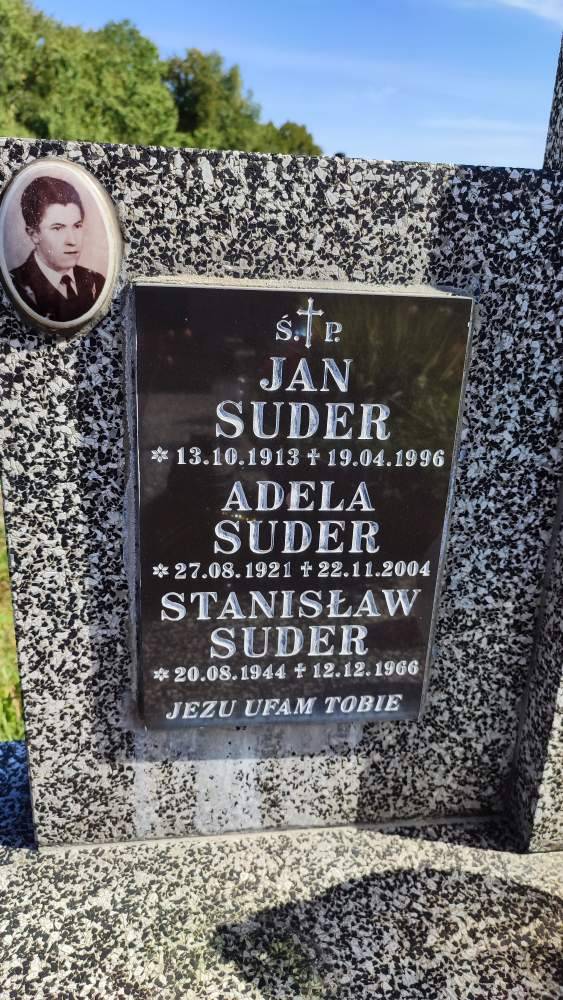 Ś. P.
JAN
SUDER
* 13.10.1913 † 19.04.1996
ADELA
SUDER
* 27.08.1921 † 22.11.2004
STANISŁAW
SUDER
* 20.08.1944 † 12.12.1966
JEZU UFAM TOBIE